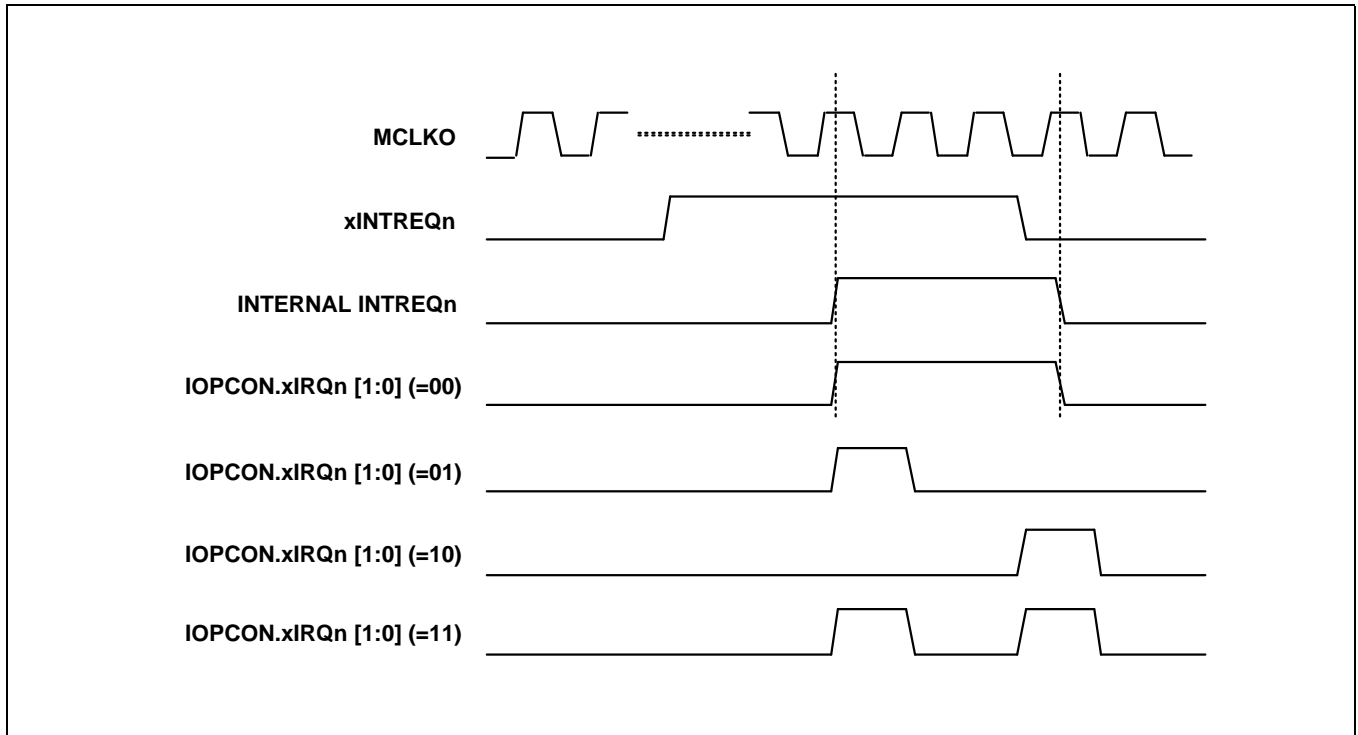 MCLKO
xINTREQn
INTERNAL INTREQn
IOPCON.xIRQn [1:0] (=00)
IOPCON.xIRQn [1:0] (=01)
IOPCON.xIRQn [1:0] (=10)
IOPCON.xIRQn [1:0] (=11)